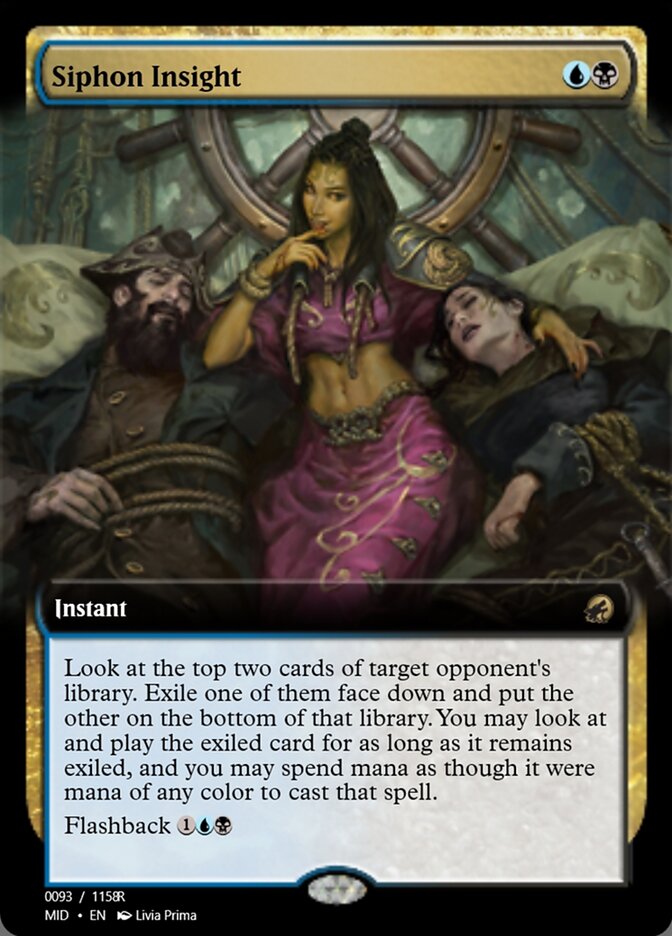 Siphon Insight
Instant
Look at the top two cards of target opponent's
library. Exile one of them face down and put the
other on the bottom of that library. You may look at
and play the exiled card for as long as it remains
exiled, and you may spend mana as though it were
mana of any color to cast that spell.
Flashback 1
0093 / 1158R
MID • EN Livia Prima